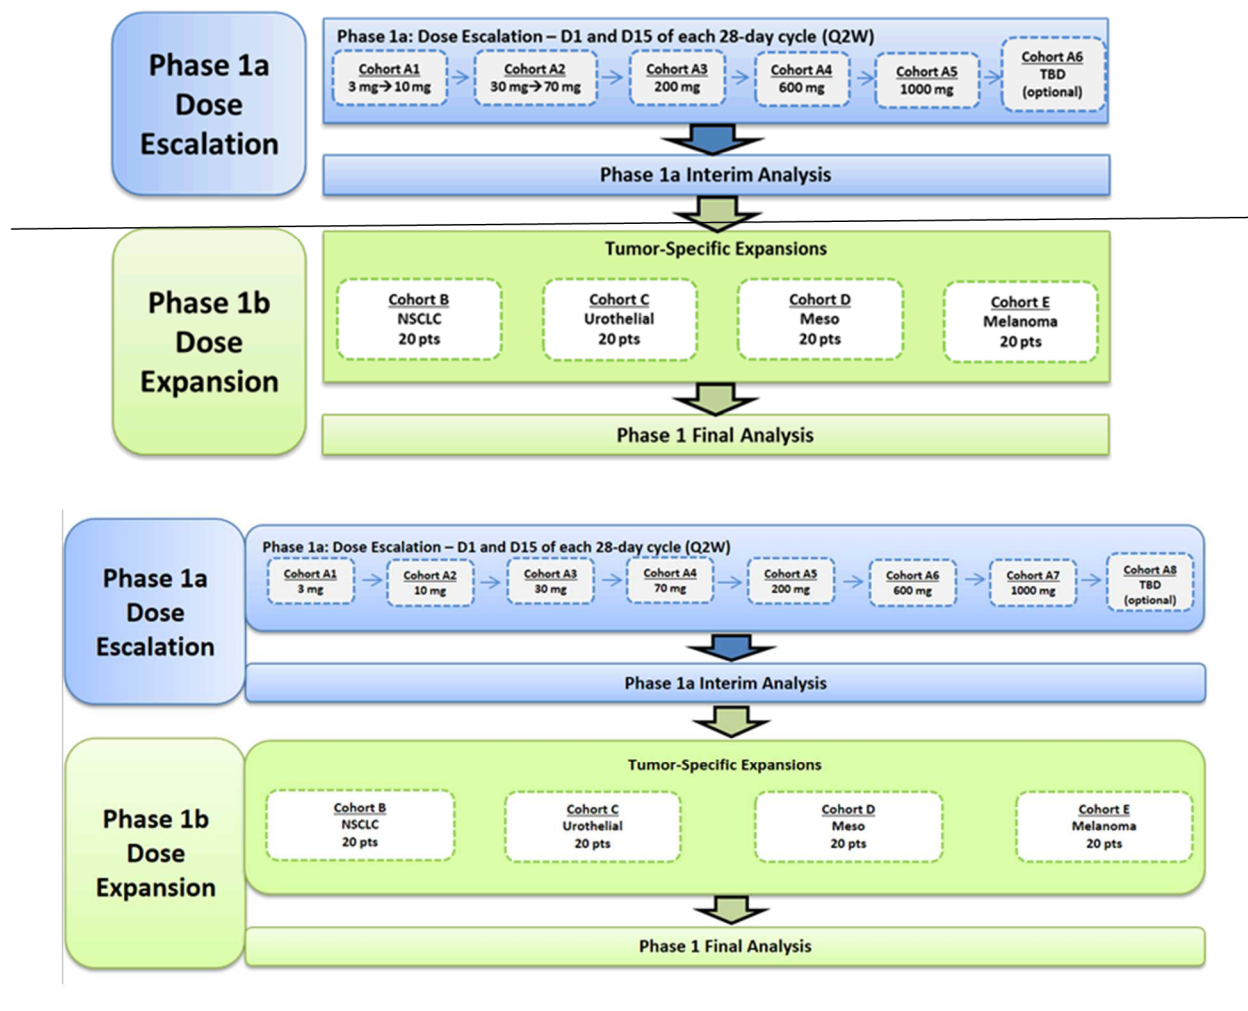 Phase 1a
Dose
Escalation
Phase 1a: Dose Escalation – D1 and D15 of each 28-day cycle (Q2W)
Cohort A1
3 mg→10 mg
Cohort A2
30 mg→70 mg
Cohort A3
200 mg
Cohort A4
600 mg
Cohort A5
1000 mg
Cohort A6
TBD
(optional)
Phase 1a Interim Analysis
Phase 1b
Dose
Expansion
Tumor-Specific Expansions
Cohort B
NSCLC
20 pts
Cohort C
Urothelial
20 pts
Cohort D
Meso
20 pts
Cohort E
Melanoma
20 pts
Phase 1 Final Analysis
Phase 1a
Dose
Escalation
Phase 1a: Dose Escalation – D1 and D15 of each 28-day cycle (Q2W)
Cohort A1
3 mg
Cohort A2
10 mg
Cohort A3
30 mg
Cohort A4
70 mg
Cohort A5
200 mg
Cohort A6
600 mg
Cohort A7
1000 mg
Cohort A8
TBD
(optional)
Phase 1a Interim Analysis
Phase 1b
Dose
Expansion
Tumor-Specific Expansions
Cohort B
NSCLC
20 pts
Cohort C
Urothelial
20 pts
Cohort D
Meso
20 pts
Cohort E
Melanoma
20 pts
Phase 1 Final Analysis